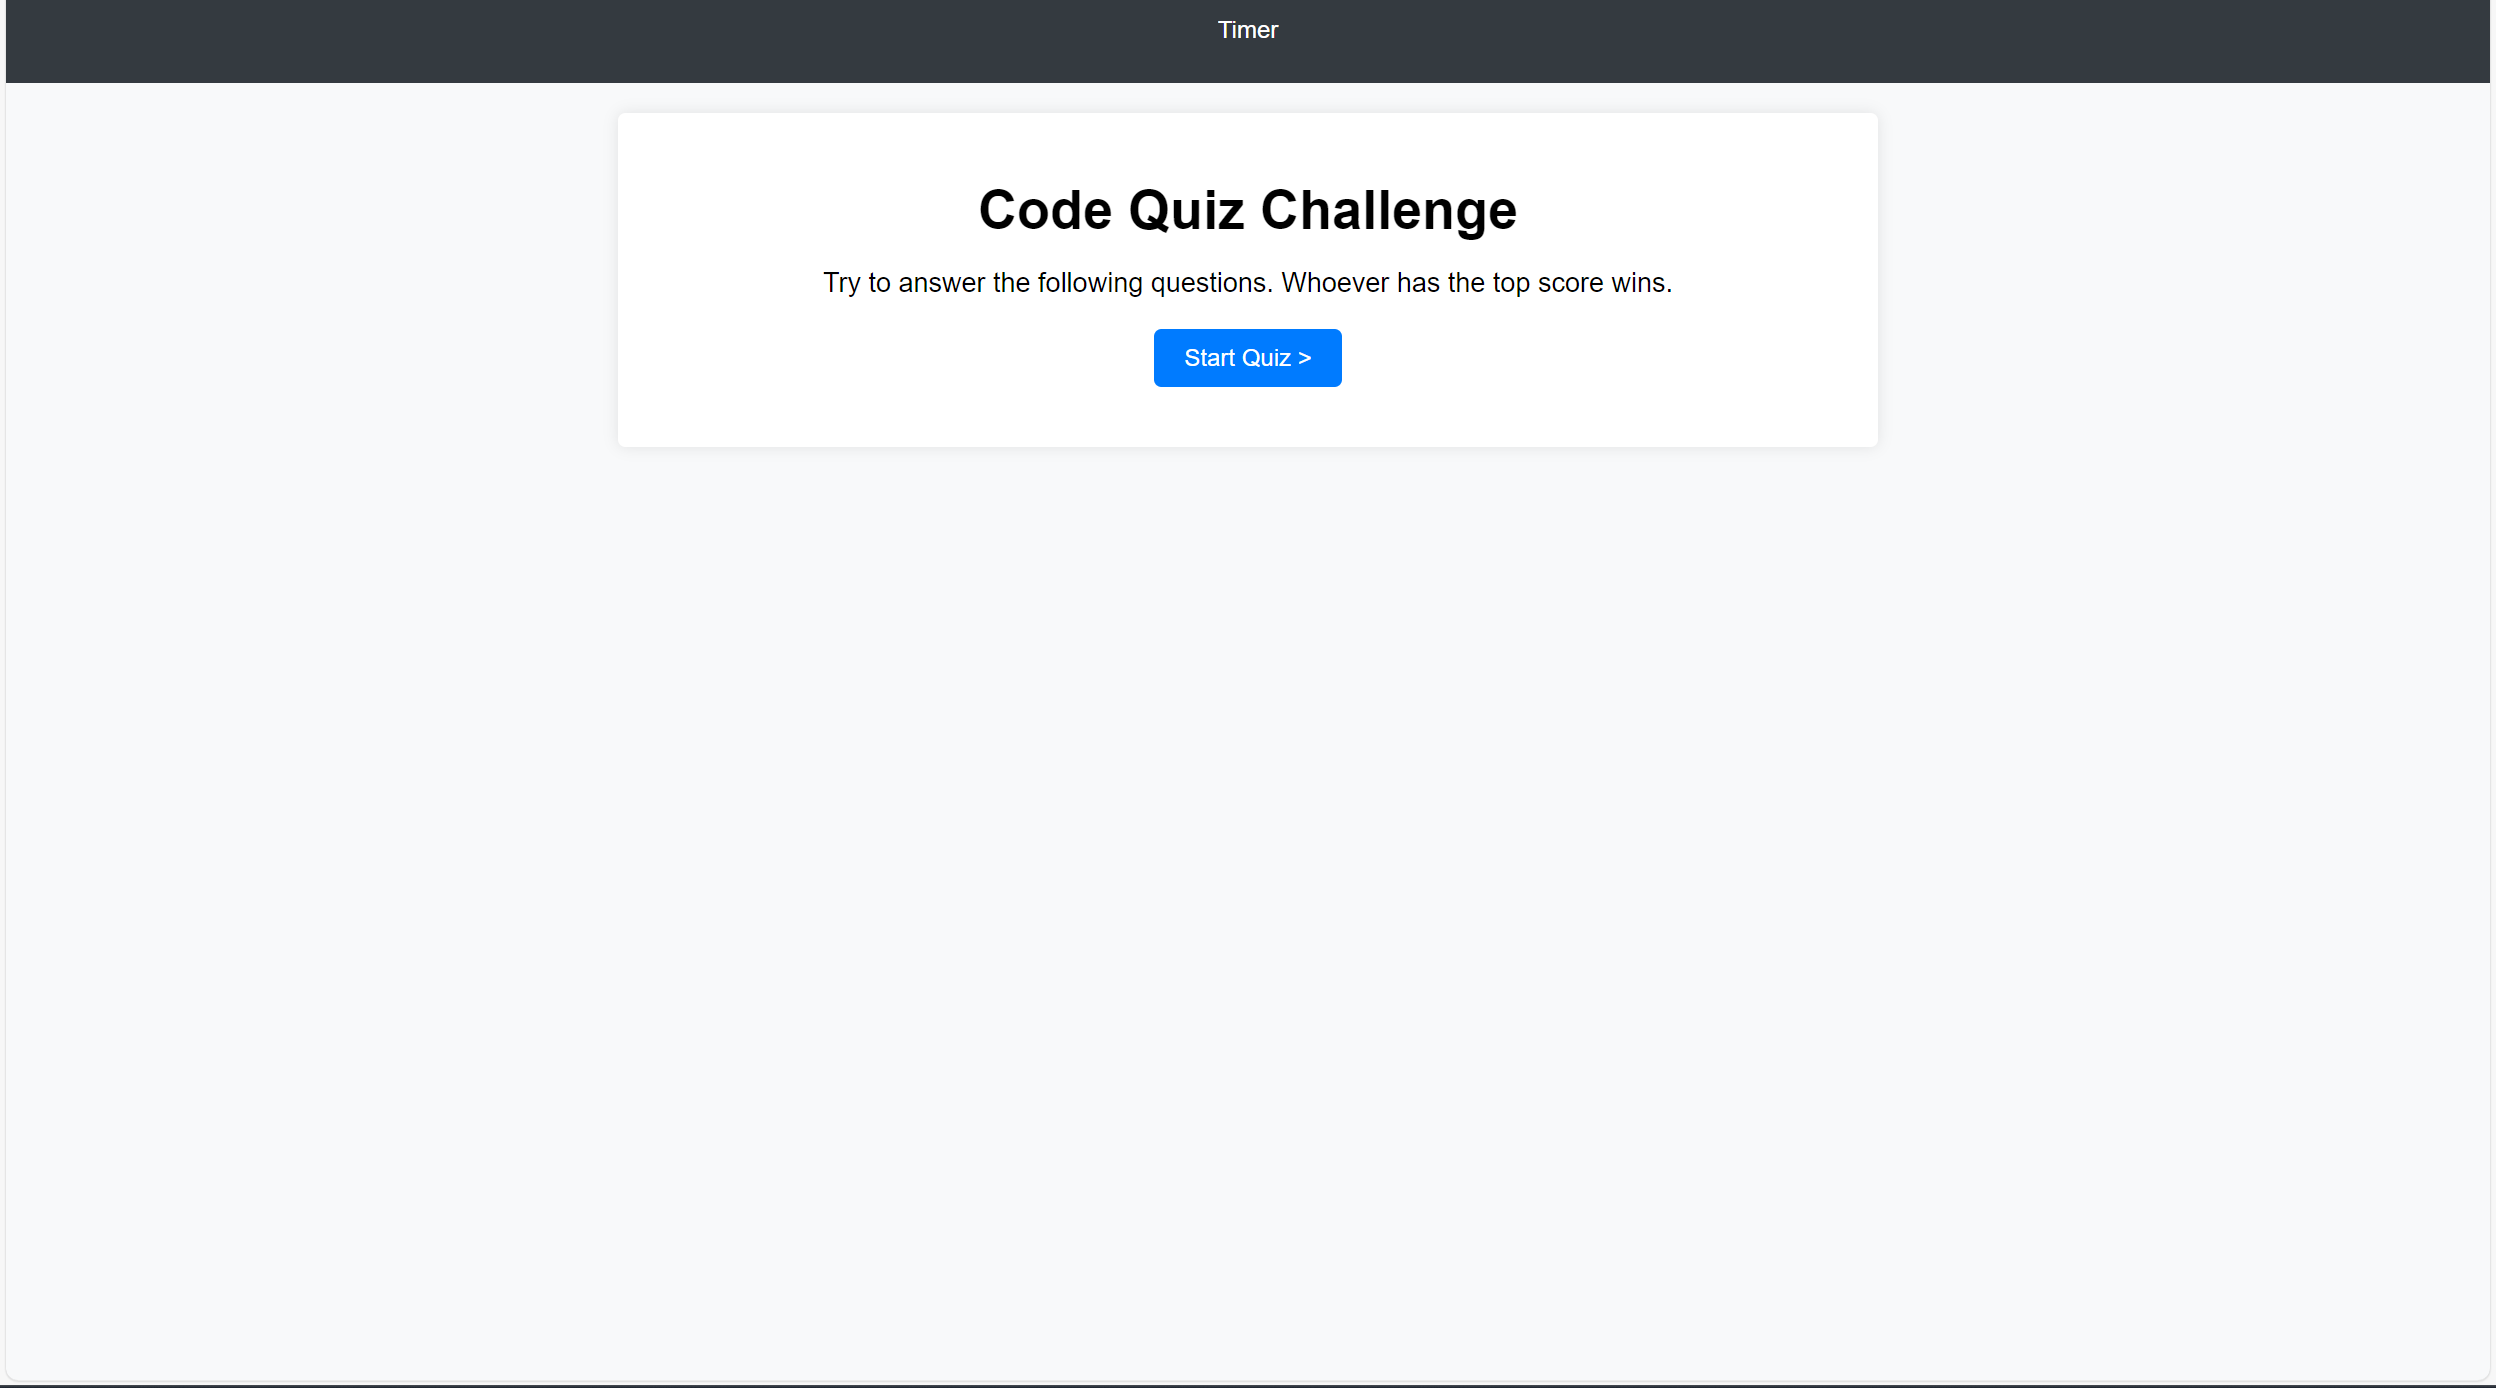 Timer
Code Quiz Challenge
Try to answer the following questions. Whoever has the top score wins.
Start Quiz >